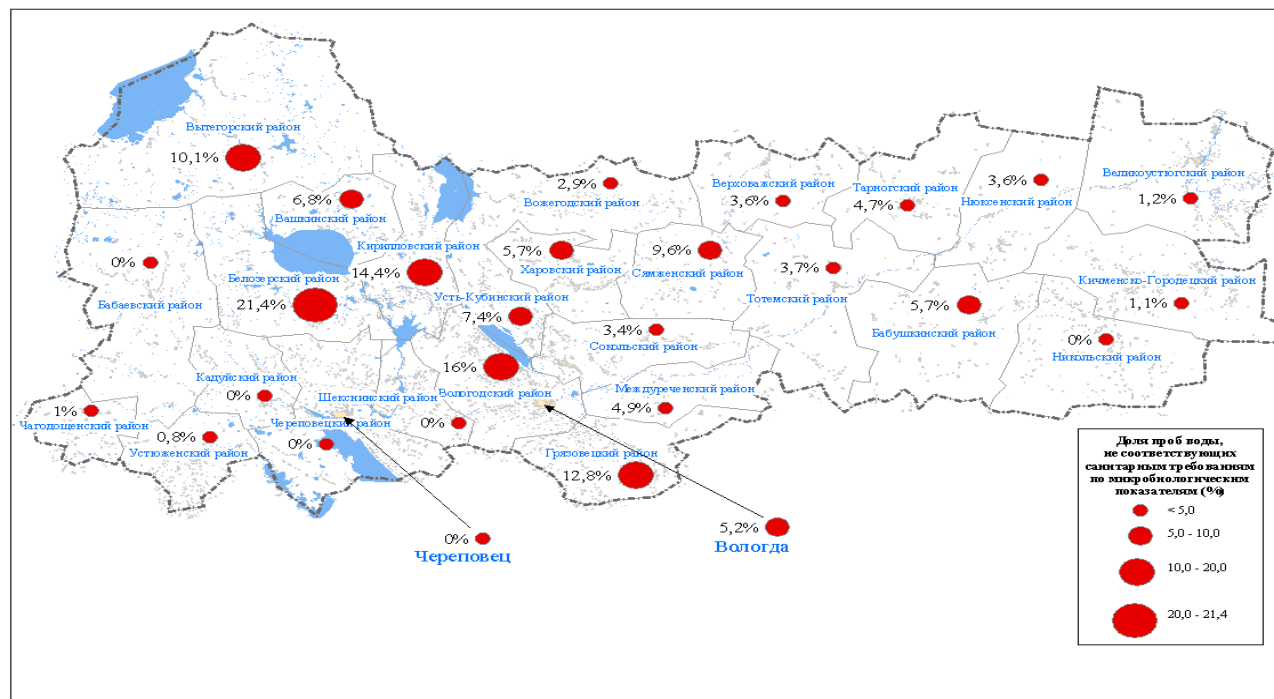 Вытегорский район
10,1%
6,8%
Вашкинский район
2,9%
Вожегодский район
Верховажский район
3,6%
Тарногский район
4,7%
3,6%
Нюксенский район
Великоустюгский район
1,2%
0%
Бабаевский район
Кирилловский район
14,4%
Белозерский район
21,4%
5,7%
Харовский район
9,6%
Сямженский район
3,7%
Тотемский район
Усть-Кубинский район
7,4%
3,4%
Сокольский район
5,7%
Бабушкинский район
Кичменско-Городецкий район
1,1%
0%
Никольский район
16%
Вологодский район
Междуреченский район
4,9%
Кадуйский район
0%
Шекснинский район
0%
1%
Чагодощенский район
0,8%
Устюженский район
Череповецкий район
0%
Грязовецкий район
12,8%
0%
Череповец
5,2%
Вологда
Доля проб воды,
не соответствующих
санитарным требованиям
по микробиологическим
показателям (%)
< 5,0
5,0 - 10,0
10,0 - 20,0
20,0 - 21,4